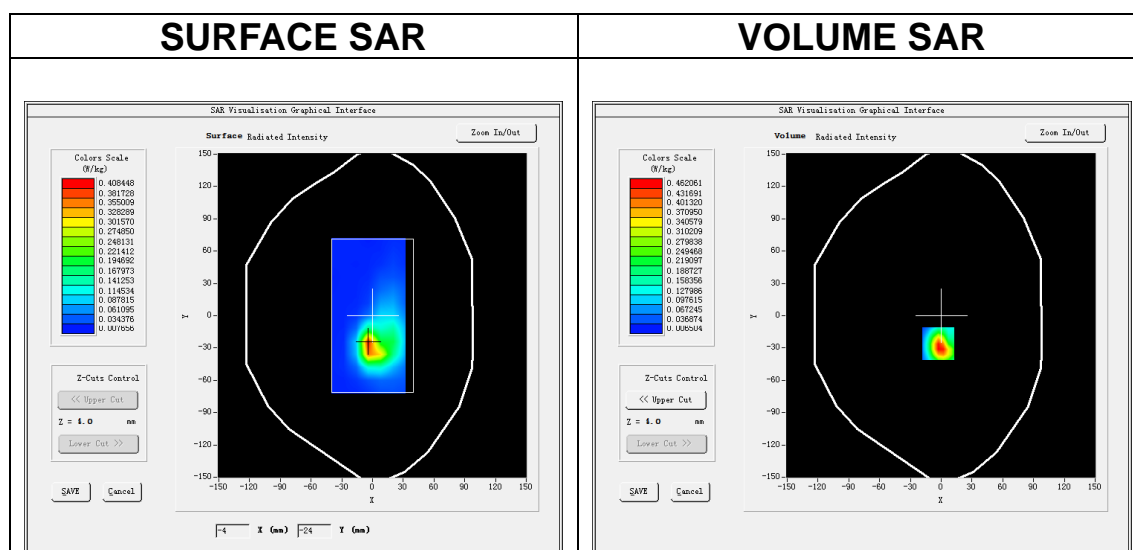 SURFACE SAR
VOLUME SAR
SAR Visualisation Graphical Interface
Surface Radiated Intensity
Zoom In/Out
Colors Scale
(W/kg)
0.408448
0.381728
0.355009
0.328289
0.301570
0.274850
0.248131
0.221412
0.194692
0.167973
0.141253
0.114534
0.087815
0.061095
0.034376
0.007656
150
120
90
60
30
0
-30
-60
-90
-120
-150
Y
-150 -120 -90 -60 -30 0 30 60 90 120 150
X
Z-Cuts Control
<< Upper Cut
Z = 4.0 mm
Lower Cut >>
SAVE Cancel
-4 X (mm) -24 Y (mm)
SAR Visualisation Graphical Interface
Volume Radiated Intensity
Zoom In/Out
Colors Scale
(W/kg)
0.462061
0.431691
0.401320
0.370950
0.340579
0.310209
0.279838
0.249468
0.219097
0.188727
0.158356
0.127986
0.097615
0.067245
0.036874
0.006504
150
120
90
60
30
0
-30
-60
-90
-120
-150
Y
-150 -120 -90 -60 -30 0 30 60 90 120 150
X
Z-Cuts Control
<< Upper Cut
Z = 4.0 mm
Lower Cut >>
SAVE Cancel